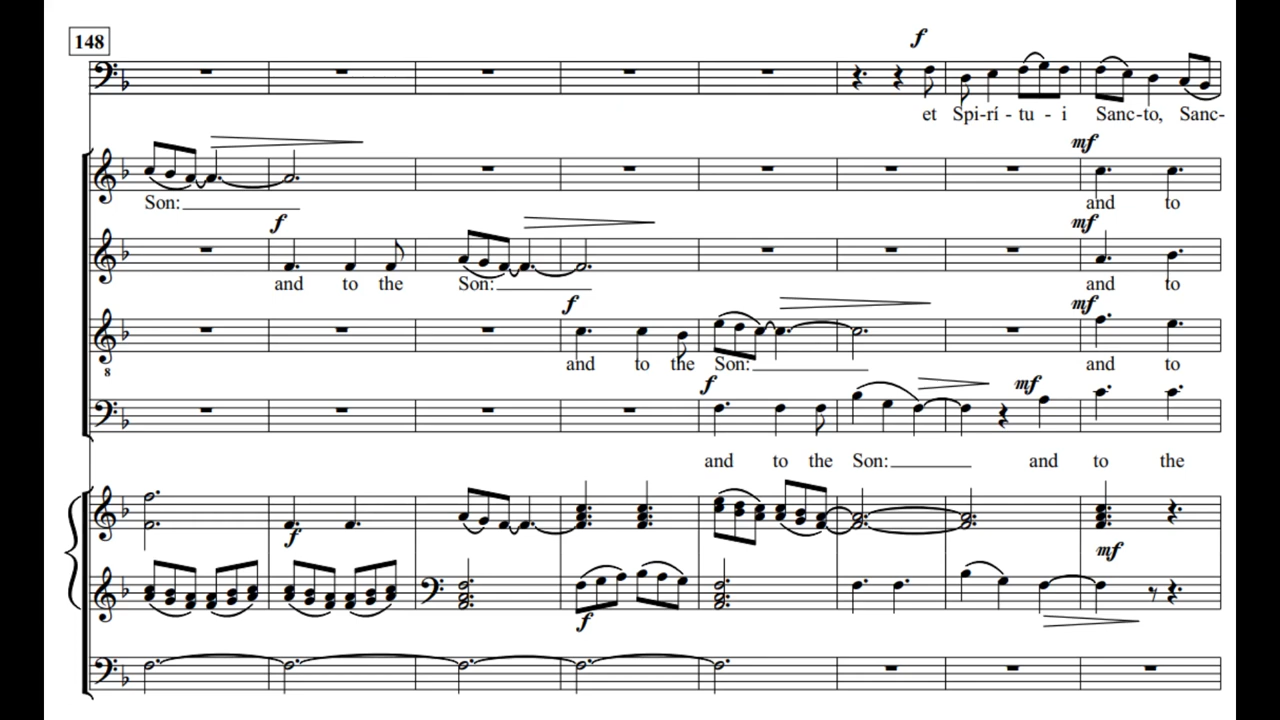 148
f
et Spi-rí - tu - i Sanc-to, Sanc-
mf
Son: and to
f mf
and to the Son: and to
f mf
8
and to the Son: and to
f mf
and to the Son: and to the
f
mf
f